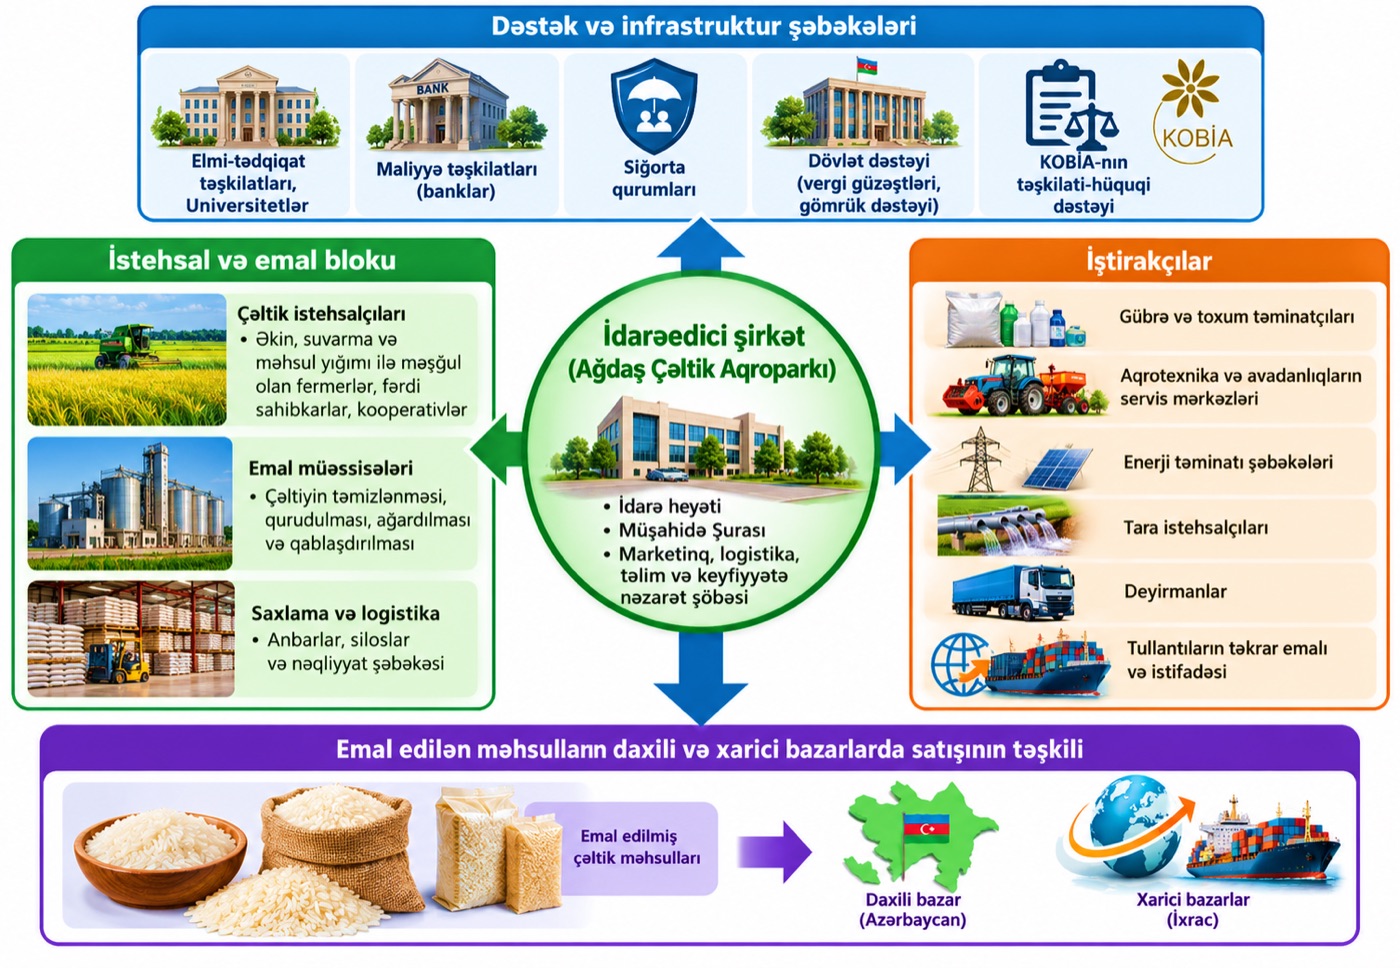 Dəstək və infrastruktur şəbəkələri
Elmi-tədqiqat
təşkilatları,
Universitetlər
BANK
Maliyyə təşkilatları
(banklar)
Siğorta
qurumları
Dövlət dəstəyi
(vergi güzəştləri,
gömrük dəstəyi)
KOBİA-nın
təşkilati-hüquqi
dəstəyi
KOBİA
İstehsal və emal bloku
Çəltik istehsalçıları
• Əkin, suvarma və
məhsul yığımı ilə məşğul
olan fermerlər, fərdi
sahibkarlar, kooperativlər
Emal müəssisələri
• Çəltiyin təmizlənməsi,
qurudulması, ağardılması
və qablaşdırılması
Saxlama və logistika
• Anbarlar, siloslar
və nəqliyyat şəbəkəsi
İdarəedici şirkət
(Ağdaş Çəltik Aqroparkı)
• İdarə heyəti
• Müşahidə Şurası
• Marketinq, logistika,
təlim və keyfiyyətə
nəzarət şöbəsi
İştirakçılar
Gübrə və toxum təminatçıları
Aqrotexnika və avadanlıqların
servis mərkəzləri
Enerji təminatı şəbəkələri
Tara istehsalçıları
Deyirmanlar
Tullantıların təkrar emalı
və istifadəsi
Emal edilən məhsulların daxili və xarici bazarlarda satışının təşkili
Emal edilmiş
çəltik məhsulları
Daxili bazar
(Azərbaycan)
Xarici bazarlar
(İxrac)